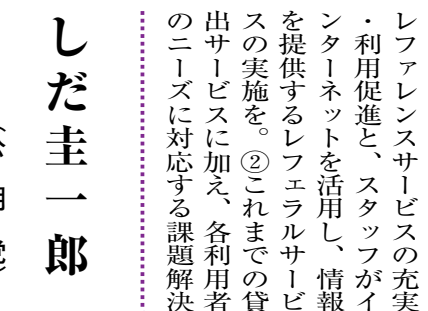 レファレンスサービスの充実
・利用促進と、スタッフがイ
ンターネットを活用し、情報
を提供するレフェラルサービ
スの実施を。②これまでの貸
出サービスに加え、各利用者
のニーズに対応する課題解決
しだ圭一郎